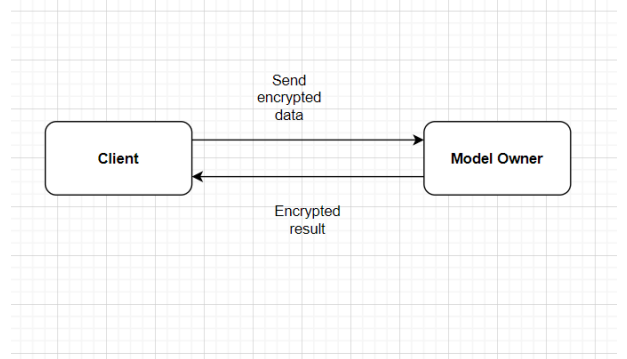 Send
encrypted
data
Client
Model Owner
Encrypted
result